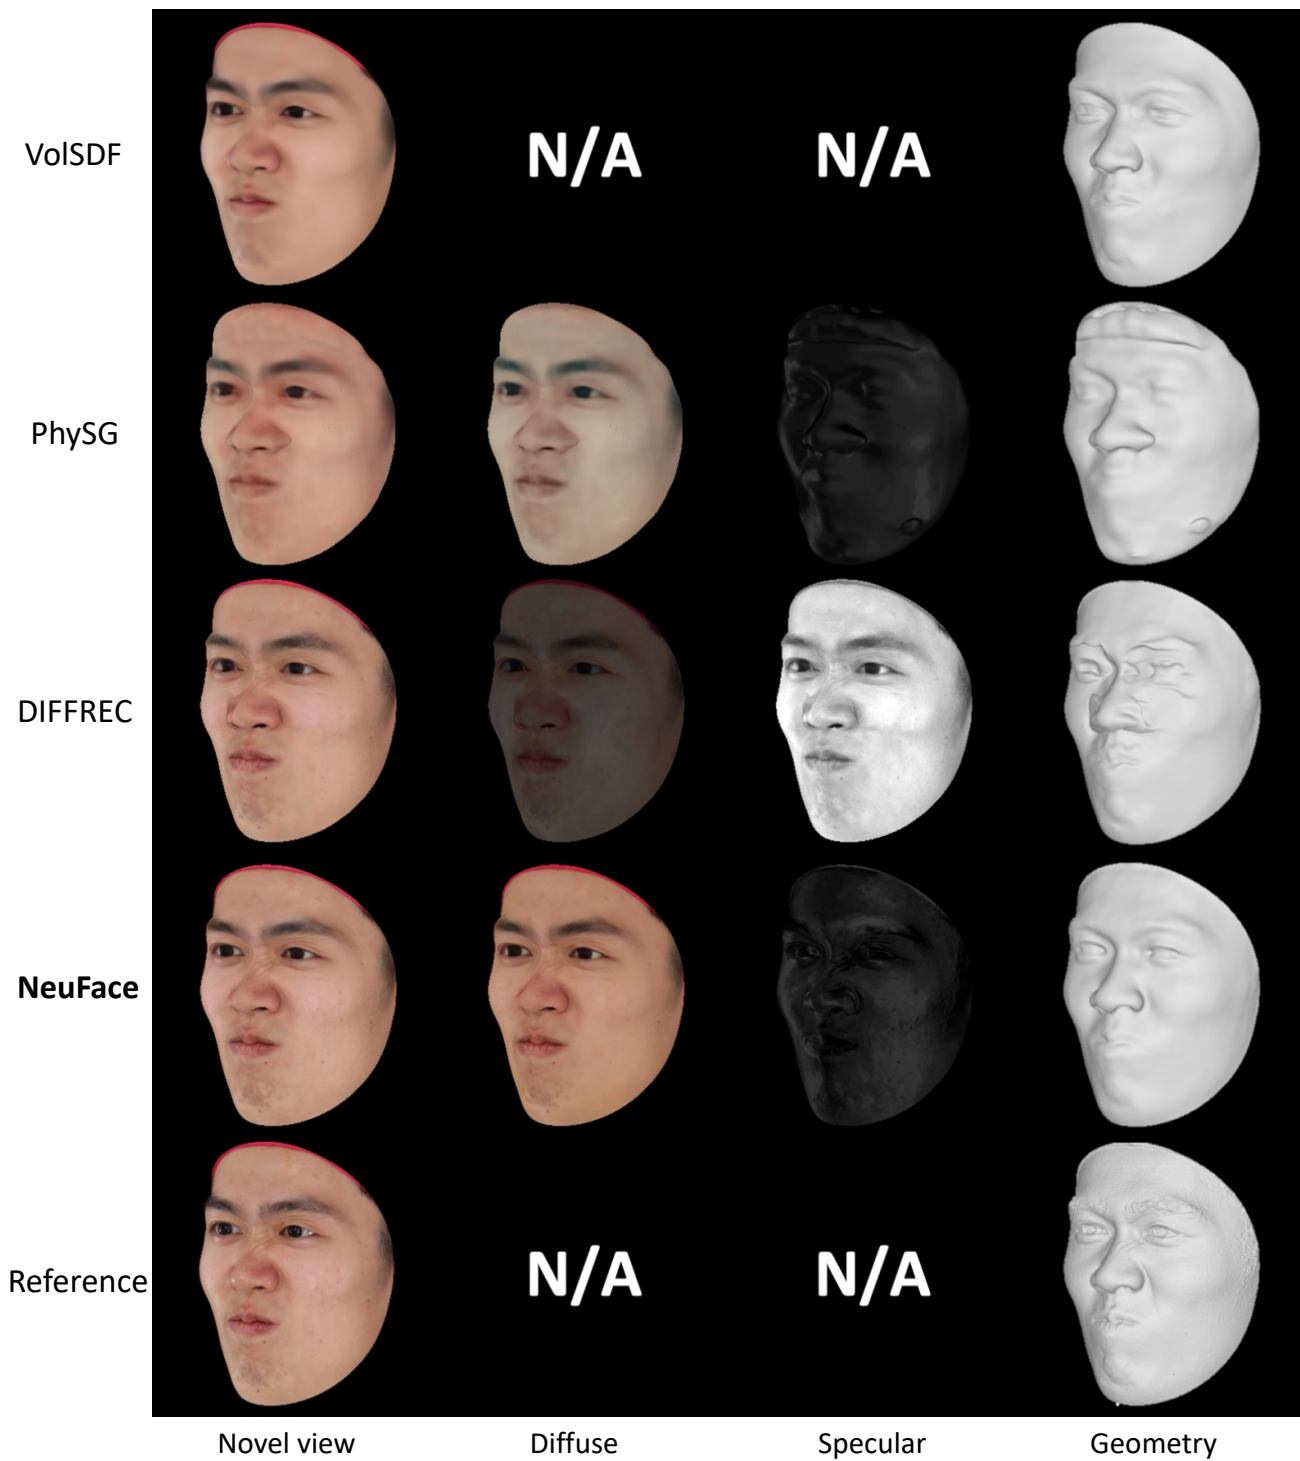 VolSDF
N/A
N/A
PhySG
DIFFREC
NeuFace
Reference
N/A
N/A
Novel view
Diffuse
Specular
Geometry